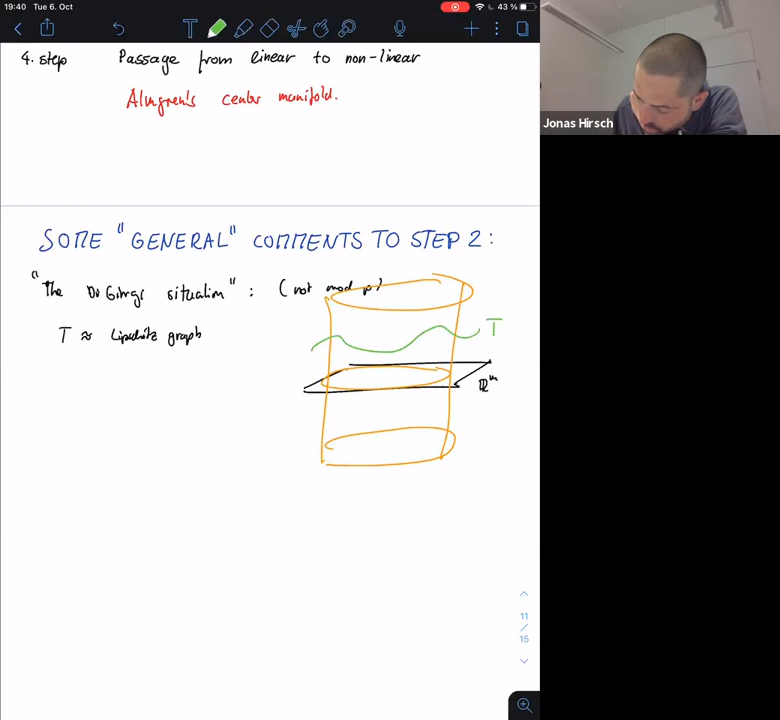 19:40 Tue 6. Oct
43 %
T
Jonas Hirsch
4. step Passage from linear to non-linear
Almgren's center manifold.
SOME "GENERAL" COMMENTS TO STEP 2:
"The De Giorgi situation": (not mod p)
T ≈ Lipschitz graph
T
ℝᵐ
11
/
15